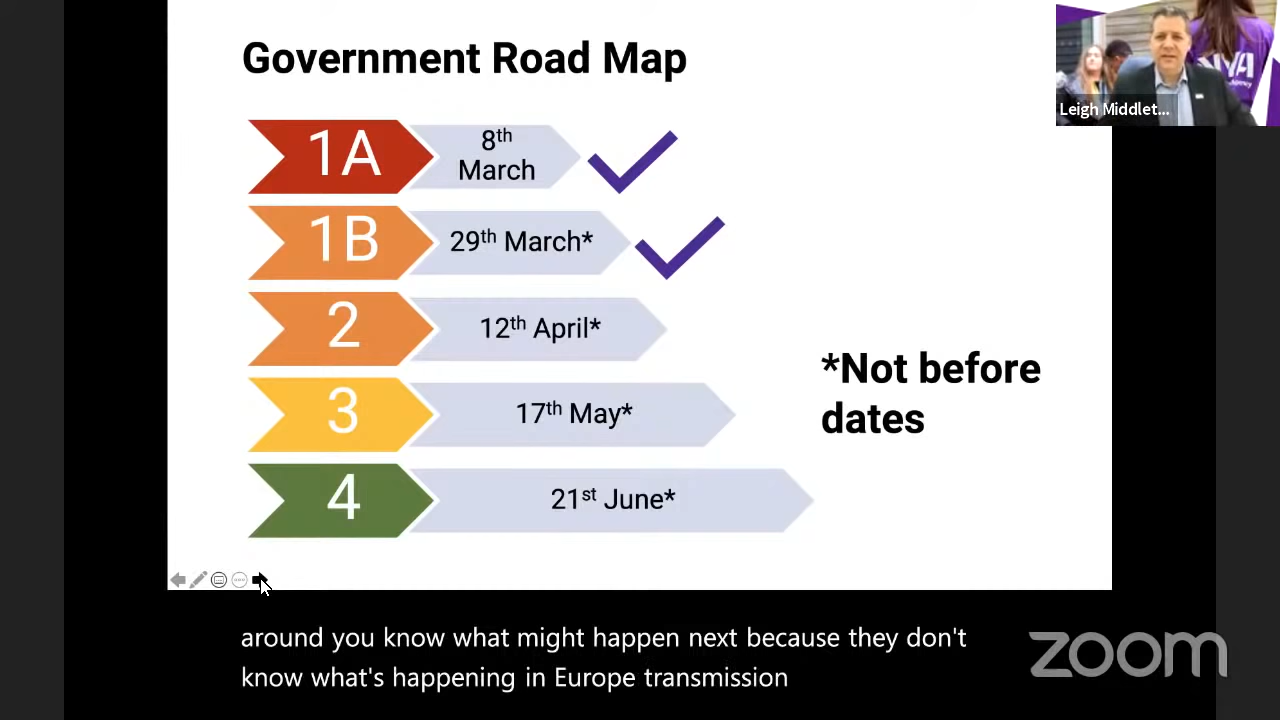 Government Road Map
1A
8th
March
1B
29th March*
2
12th April*
3
17th May*
4
21st June*
*Not before
dates
NYA
Leigh Middlet...
around you know what might happen next because they don't
know what's happening in Europe transmission
zoom